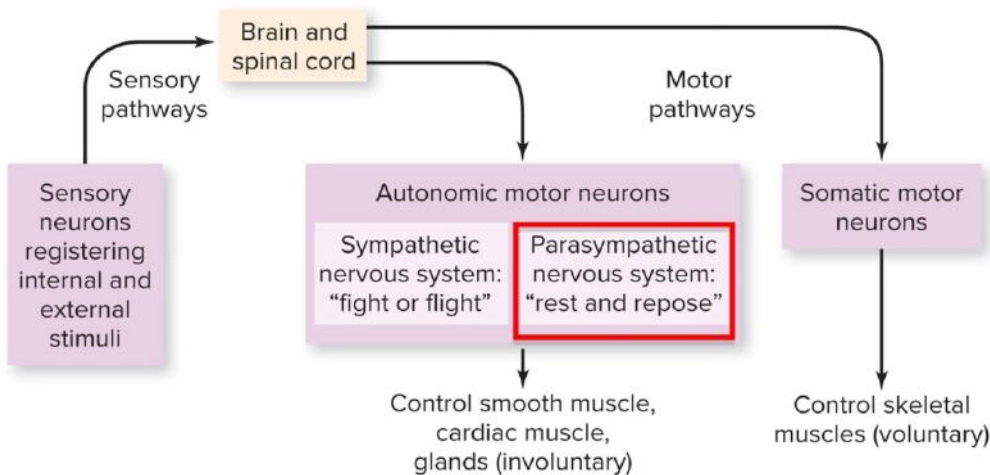 Brain and
spinal cord
Sensory
pathways
Motor
pathways
Sensory
neurons
registering
internal and
external
stimuli
Autonomic motor neurons
Sympathetic
nervous system:
“fight or flight”
Parasympathetic
nervous system:
“rest and repose”
Somatic motor
neurons
Control smooth muscle,
cardiac muscle,
glands (involuntary)
Control skeletal
muscles (voluntary)